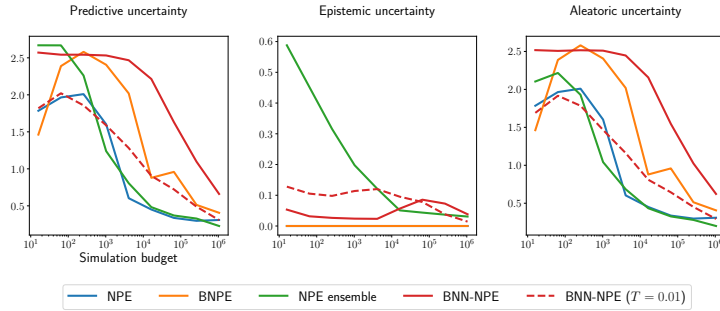 Predictive uncertainty
Epistemic uncertainty
Aleatoric uncertainty
2.5
2.0
1.5
1.0
0.5
10¹ 10² 10³ 10⁴ 10⁵ 10⁶
Simulation budget
0.6
0.5
0.4
0.3
0.2
0.1
0.0
10¹ 10² 10³ 10⁴ 10⁵ 10⁶
2.5
2.0
1.5
1.0
0.5
10¹ 10² 10³ 10⁴ 10⁵ 10⁶
NPE BNPE NPE ensemble BNN-NPE BNN-NPE (T = 0.01)